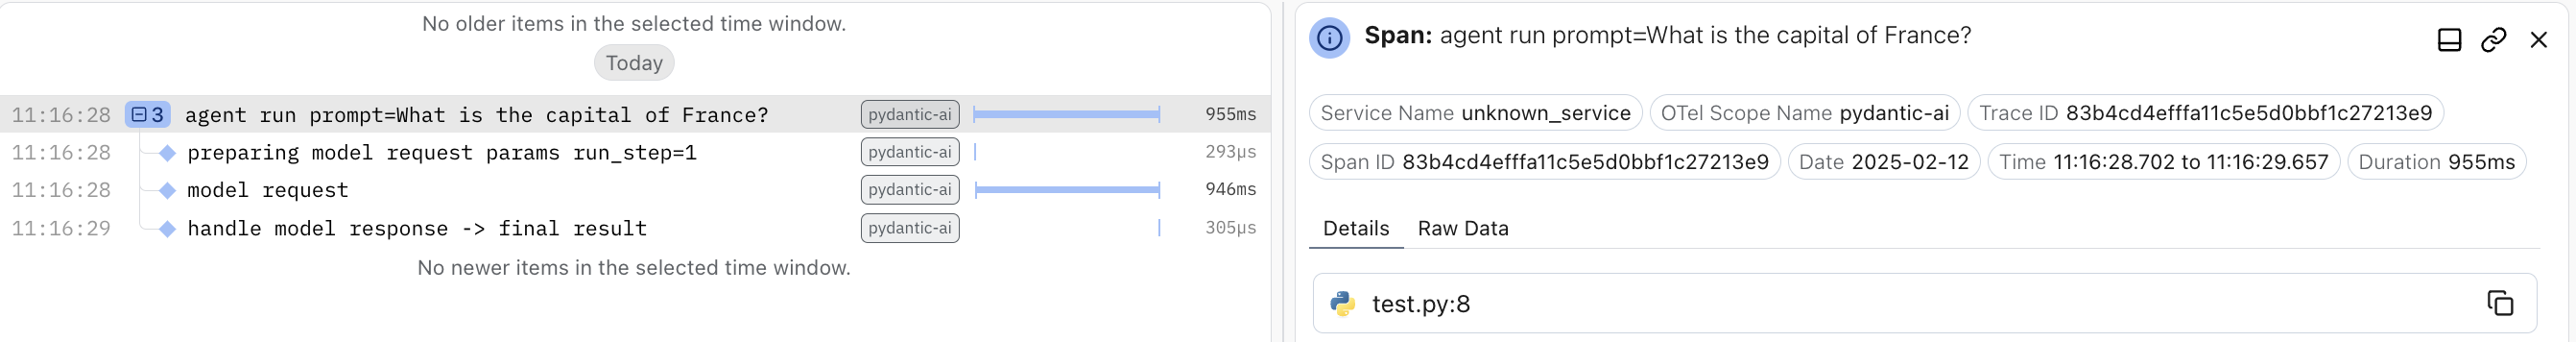 No older items in the selected time window.
Today
11:16:28 3 agent run prompt=What is the capital of France? pydantic-ai 955ms
11:16:28 preparing model request params run_step=1 pydantic-ai 293µs
11:16:28 model request pydantic-ai 946ms
11:16:29 handle model response -> final result pydantic-ai 305µs
No newer items in the selected time window.
Span: agent run prompt=What is the capital of France?
Service Name unknown_service OTel Scope Name pydantic-ai Trace ID 83b4cd4efffa11c5e5d0bbf1c27213e9
Span ID 83b4cd4efffa11c5e5d0bbf1c27213e9 Date 2025-02-12 Time 11:16:28.702 to 11:16:29.657 Duration 955ms
Details Raw Data
test.py:8